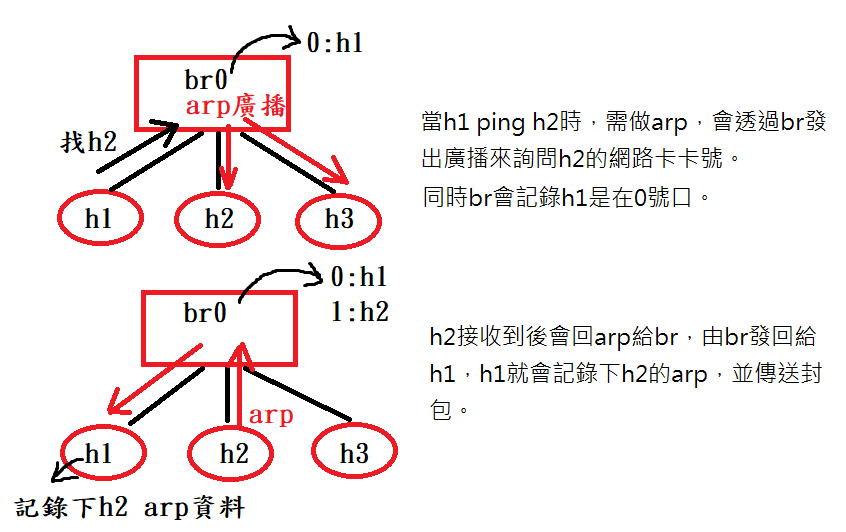 0:h1
br0
arp廣播
找h2
h1
h2
h3
當h1 ping h2時，需做arp，會透過br發
出廣播來詢問h2的網路卡卡號。
同時br會記錄h1是在0號口。
0:h1
br0
1:h2
arp
h1
h2
h3
記錄下h2 arp資料
h2接收到後會回arp給br，由br發回給
h1，h1就會記錄下h2的arp，並傳送封
包。